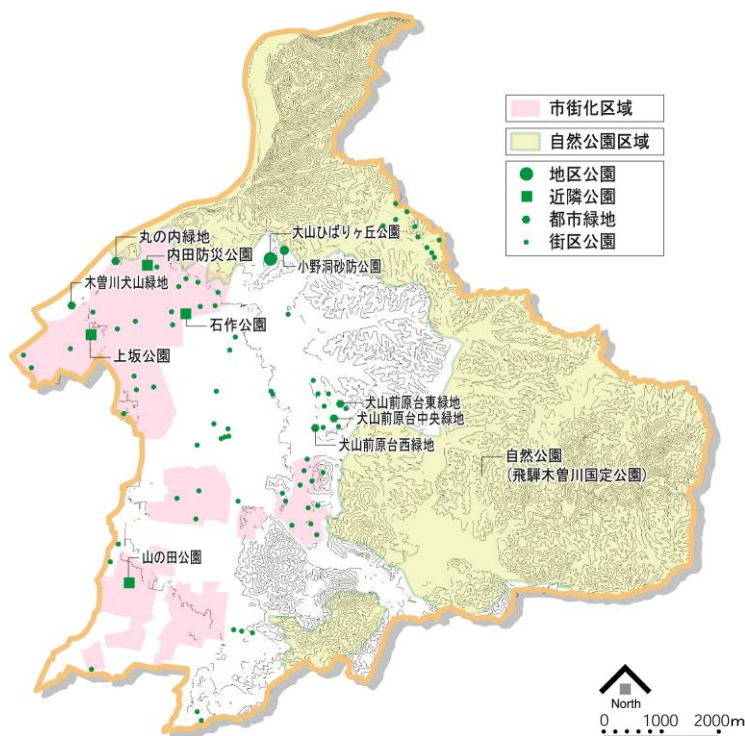 市街化区域
自然公園区域
地区公園
近隣公園
都市緑地
街区公園
丸の内緑地
内田防災公園
木曽川犬山緑地
犬山ひばりヶ丘公園
小野洞砂防公園
石作公園
上坂公園
犬山前原台東緑地
犬山前原台中央緑地
犬山前原台西緑地
自然公園
(飛騨木曽川国定公園)
山の田公園
North
0 1000 2000m